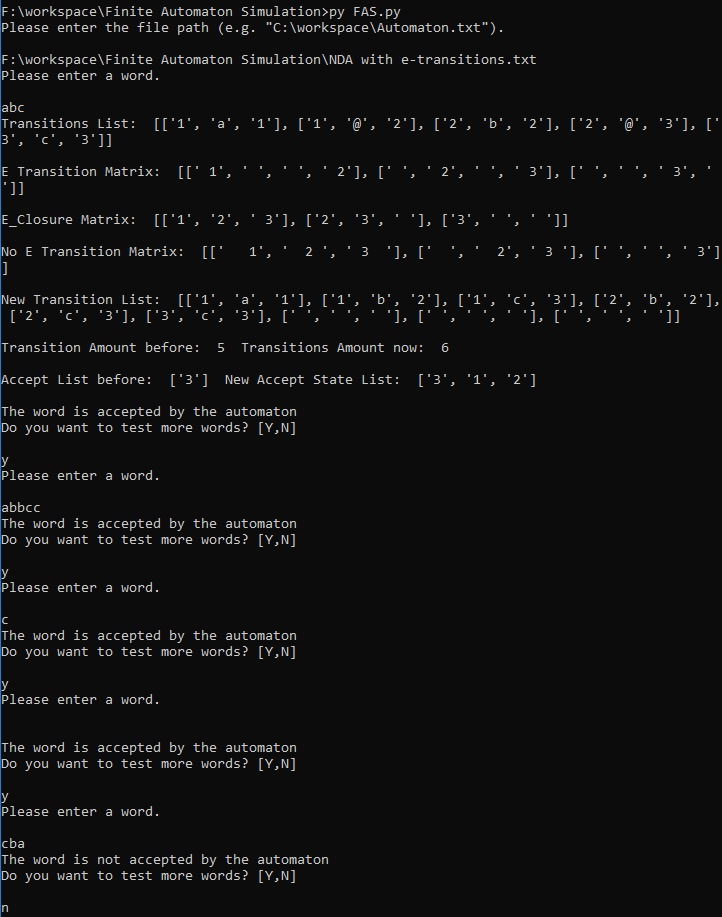 F:\workspace\Finite Automaton Simulation>py FAS.py
Please enter the file path (e.g. "C:\workspace\Automaton.txt").
F:\workspace\Finite Automaton Simulation\NDA with e-transitions.txt
Please enter a word.
abc
Transitions List:  [['1', 'a', '1'], ['1', '@', '2'], ['2', 'b', '2'], ['2', '@', '3'], ['
3', 'c', '3']]
E Transition Matrix:  [[' 1', ' ', ' ', ' 2'], [' ', ' 2', ' ', ' 3'], [' ', ' ', ' 3', '
']]
E_Closure Matrix:  [['1', '2', ' 3'], ['2', '3', ' '], ['3', ' ', ' ']]
No E Transition Matrix:  [['   1', '  2 ', ' 3  '], ['  ', '  2', ' 3 '], [' ', ' ', ' 3']
]
New Transition List:  [['1', 'a', '1'], ['1', 'b', '2'], ['1', 'c', '3'], ['2', 'b', '2'],
 ['2', 'c', '3'], ['3', 'c', '3'], [' ', ' ', ' '], [' ', ' ', ' '], [' ', ' ', ' ']]
Transition Amount before:  5  Transitions Amount now:  6
Accept List before:  ['3']  New Accept State List:  ['3', '1', '2']
The word is accepted by the automaton
Do you want to test more words? [Y,N]
y
Please enter a word.
abbcc
The word is accepted by the automaton
Do you want to test more words? [Y,N]
y
Please enter a word.
c
The word is accepted by the automaton
Do you want to test more words? [Y,N]
y
Please enter a word.
The word is accepted by the automaton
Do you want to test more words? [Y,N]
y
Please enter a word.
cba
The word is not accepted by the automaton
Do you want to test more words? [Y,N]
n